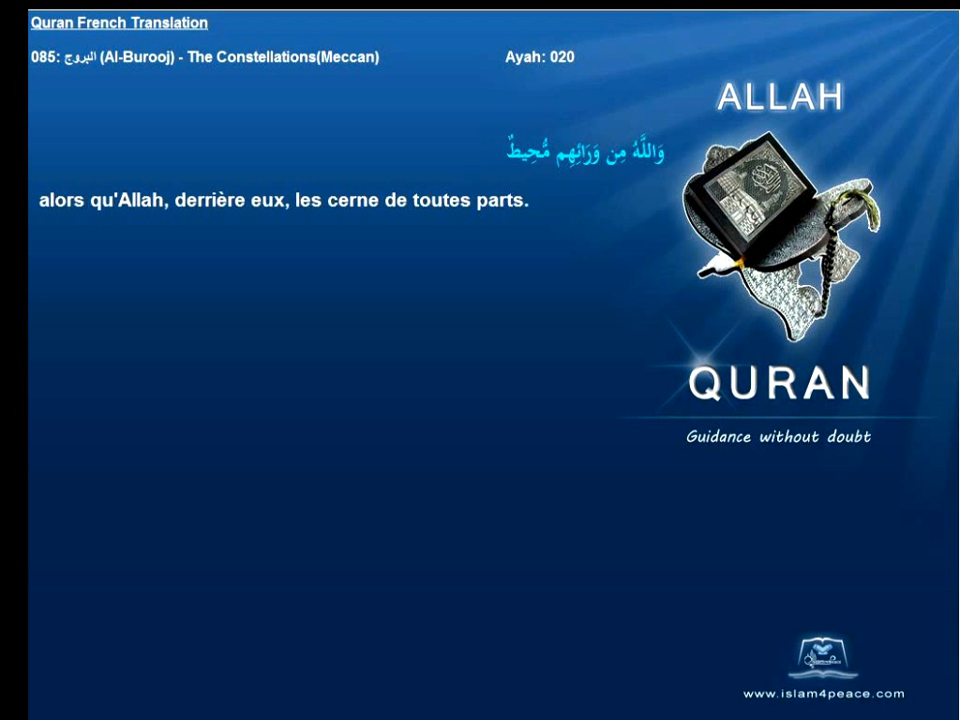 Quran French Translation
085: البروج (Al-Burooj) - The Constellations(Meccan) Ayah: 020
ALLAH
وَاللَّهُ مِن وَرَائِهِم مُّحِيطٌ
alors qu'Allah, derrière eux, les cerne de toutes parts.
QURAN
Guidance without doubt
www.islam4peace.com